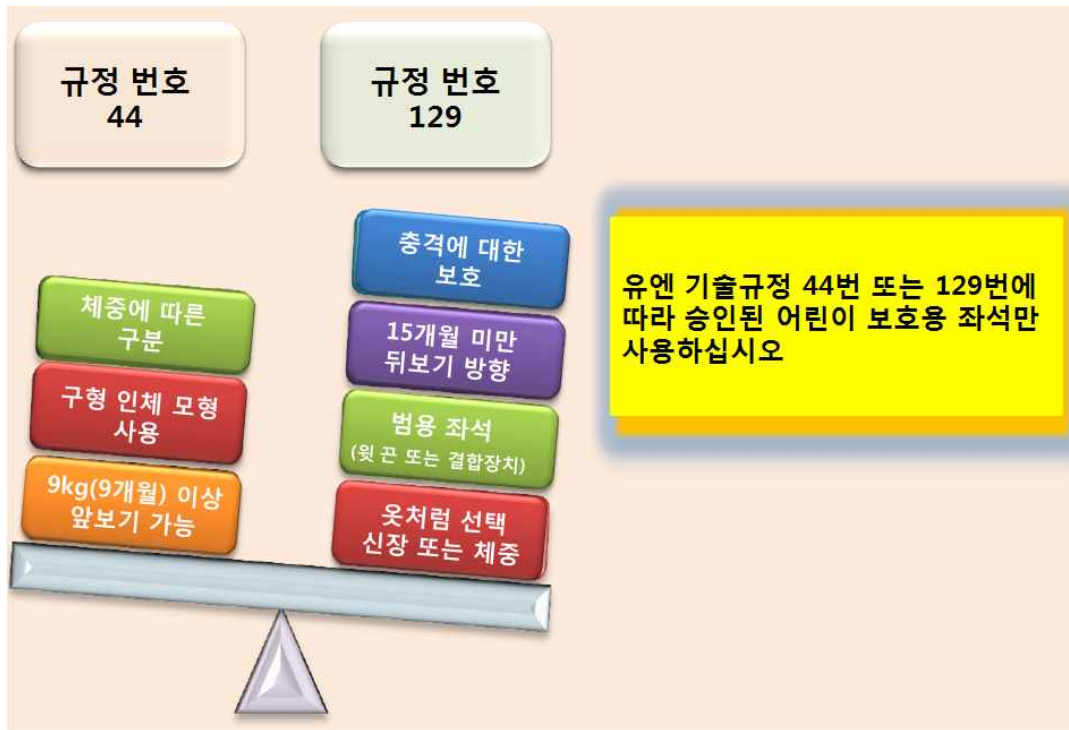 규정 번호
44
규정 번호
129
체중에 따른
구분
구형 인체 모형
사용
9kg(9개월) 이상
앞보기 가능
충격에 대한
보호
15개월 미만
뒤보기 방향
범용 좌석
(윗 끈 또는 결합장치)
옷처럼 선택
신장 또는 체중
유엔 기술규정 44번 또는 129번에
따라 승인된 어린이 보호용 좌석만
사용하십시오